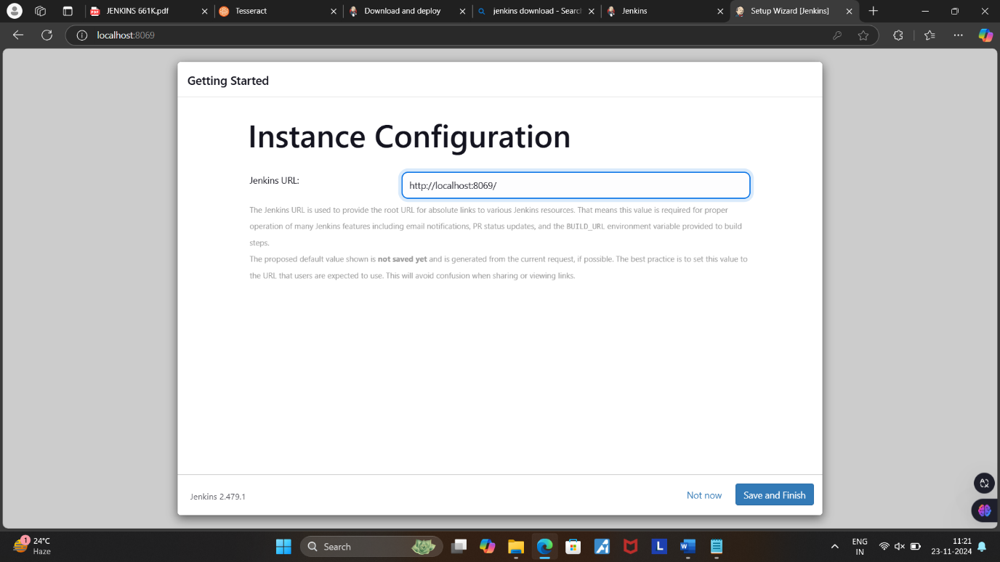 JENKINS 661K.pdf
Tesseract
Download and deploy
jenkins download - Search
Jenkins
Setup Wizard [Jenkins]
localhost:8069
Getting Started
Instance Configuration
Jenkins URL:
http://localhost:8069/
The Jenkins URL is used to provide the root URL for absolute links to various Jenkins resources. That means this value is required for proper
operation of many Jenkins features including email notifications, PR status updates, and the BUILD_URL environment variable provided to build
steps.
The proposed default value shown is not saved yet and is generated from the current request, if possible. The best practice is to set this value to
the URL that users are expected to use. This will avoid confusion when sharing or viewing links.
Jenkins 2.479.1
Not now
Save and Finish
1
24°C
Haze
Search
L
W
ENG
IN
11:21
23-11-2024